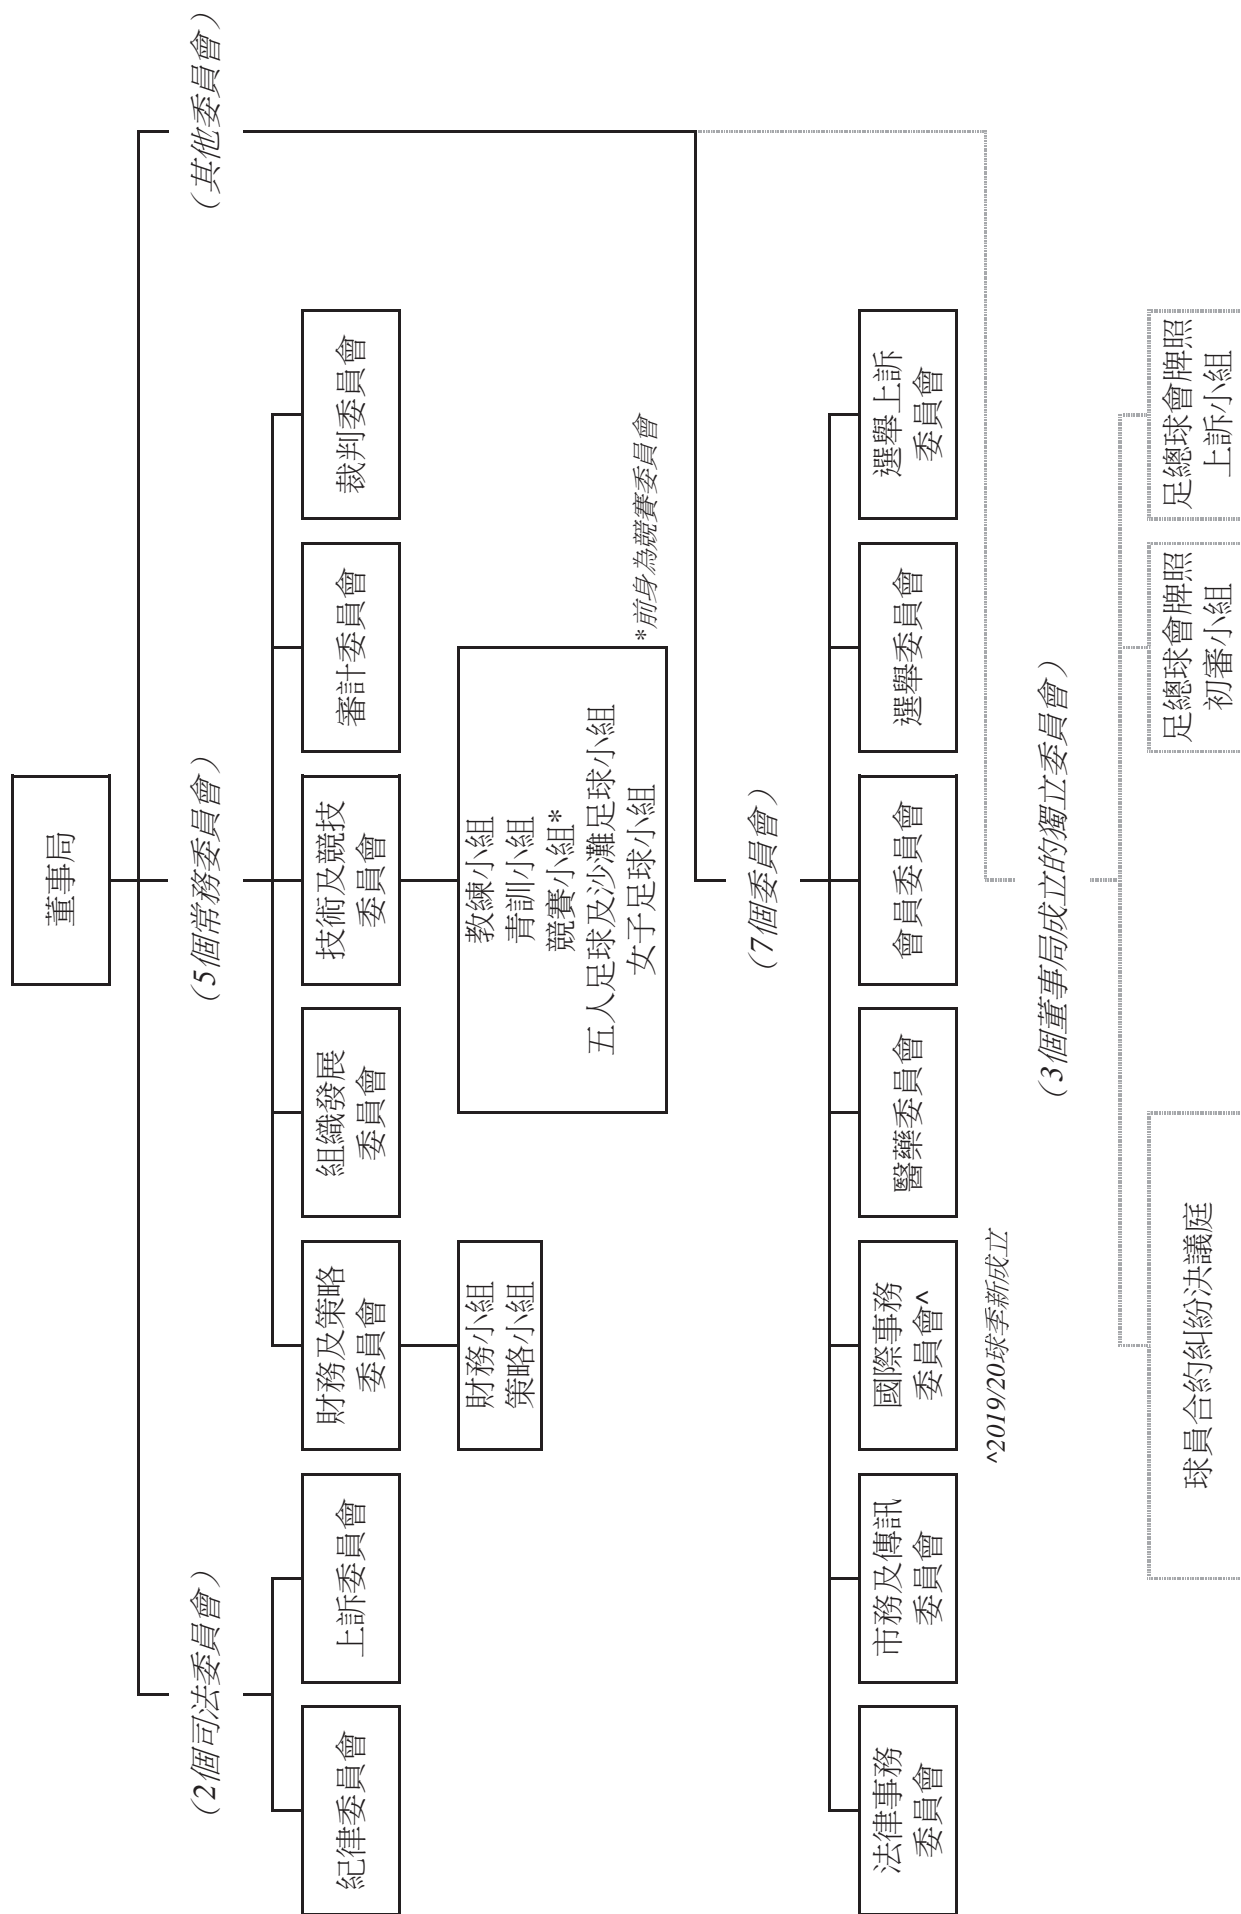 董事局
（2個司法委員會）
（5個常務委員會）
（其他委員會）
紀律委員會
上訴委員會
財務及策略
委員會
組織發展
委員會
技術及競技
委員會
審計委員會
裁判委員會
財務小組
策略小組
教練小組
青訓小組
競賽小組*
五人足球及沙灘足球小組
女子足球小組
*前身為競賽委員會
（7個委員會）
法律事務
委員會
市務及傳訊
委員會
國際事務
委員會^
醫藥委員會
會員委員會
選舉委員會
選舉上訴
委員會
^2019/20球季新成立
（3個董事局成立的獨立委員會）
球員合約糾紛決議庭
足總球會牌照
初審小組
足總球會牌照
上訴小組